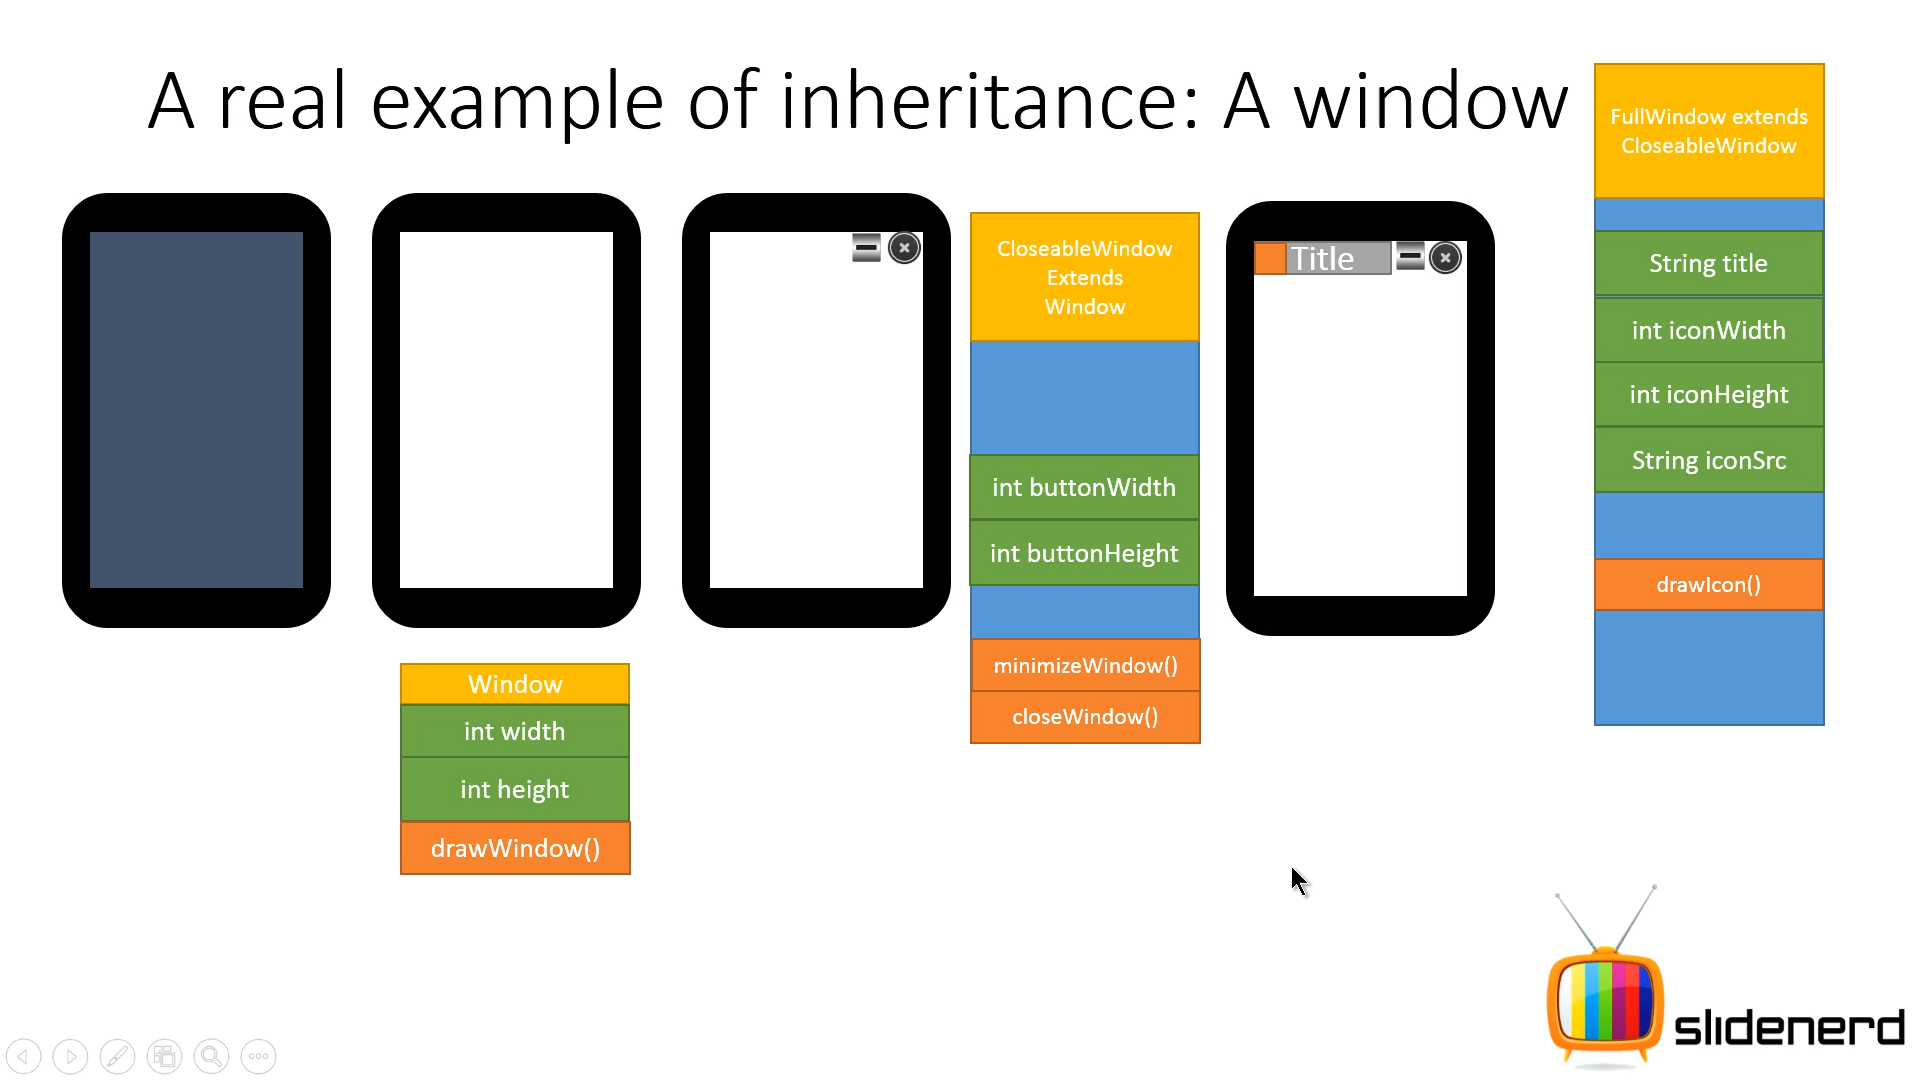 A real example of inheritance: A window
FullWindow extends
CloseableWindow
String title
int iconWidth
int iconHeight
String iconSrc
drawIcon()
CloseableWindow
Extends
Window
int buttonWidth
int buttonHeight
minimizeWindow()
closeWindow()
Title
Window
int width
int height
drawWindow()
slidenerd